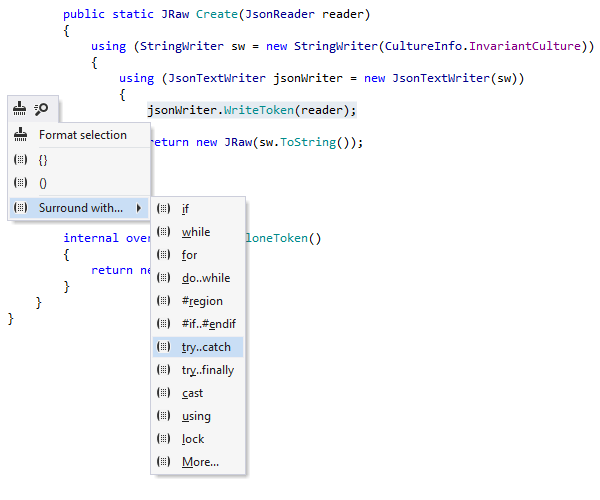 public static JRaw Create(JsonReader reader)
{
using (StringWriter sw = new StringWriter(CultureInfo.InvariantCulture))
{
using (JsonTextWriter jsonWriter = new JsonTextWriter(sw))
{
jsonWriter.WriteToken(reader);
return new JRaw(sw.ToString());
Format selection
{}
()
Surround with...
if
while
for
do..while
#region
#if..#endif
try..catch
try..finally
cast
using
lock
More...
internal over loneToken()
{
return ne
}
}
}